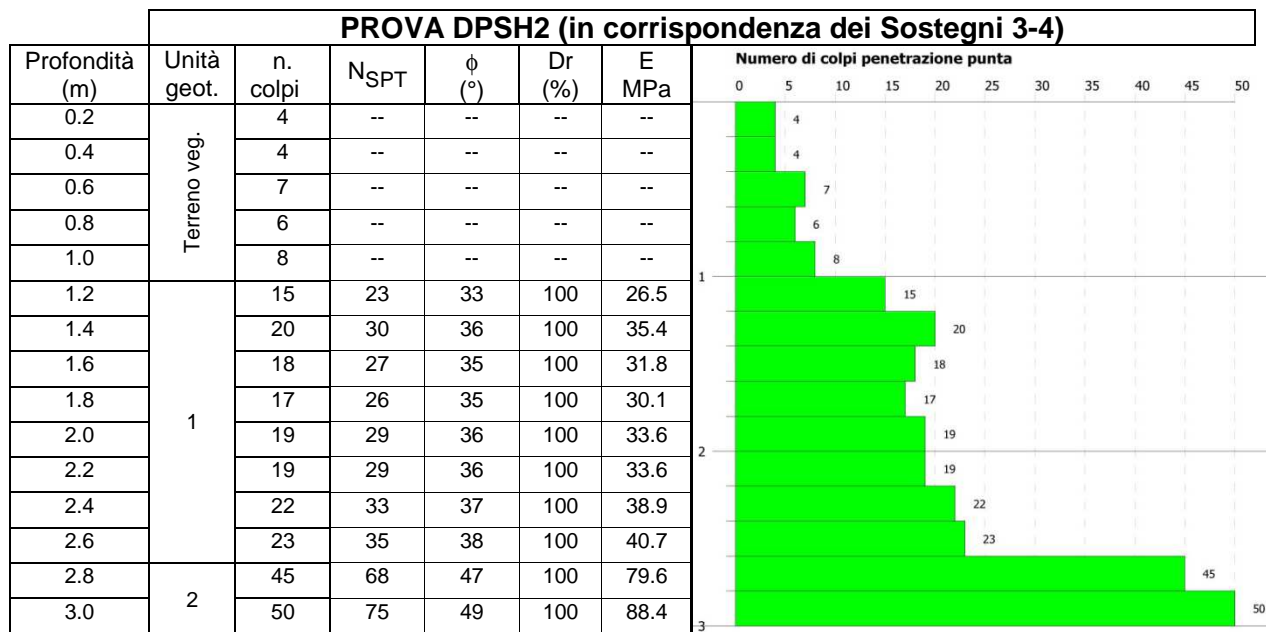 PROVA DPSH2 (in corrispondenza dei Sostegni 3-4)
Profondità (m) Unità geot. n. colpi NSPT ϕ (°) Dr (%) E MPa
0.2 Terreno veg. 4 -- -- -- --
0.4 4 -- -- -- --
0.6 7 -- -- -- --
0.8 6 -- -- -- --
1.0 8 -- -- -- --
1.2 1 15 23 33 100 26.5
1.4 20 30 36 100 35.4
1.6 18 27 35 100 31.8
1.8 17 26 35 100 30.1
2.0 19 29 36 100 33.6
2.2 19 29 36 100 33.6
2.4 22 33 37 100 38.9
2.6 23 35 38 100 40.7
2.8 2 45 68 47 100 79.6
3.0 50 75 49 100 88.4
Numero di colpi penetrazione punta
0 5 10 15 20 25 30 35 40 45 50
4
4
7
6
8
1
15
20
18
17
19
2
19
22
23
45
50
3